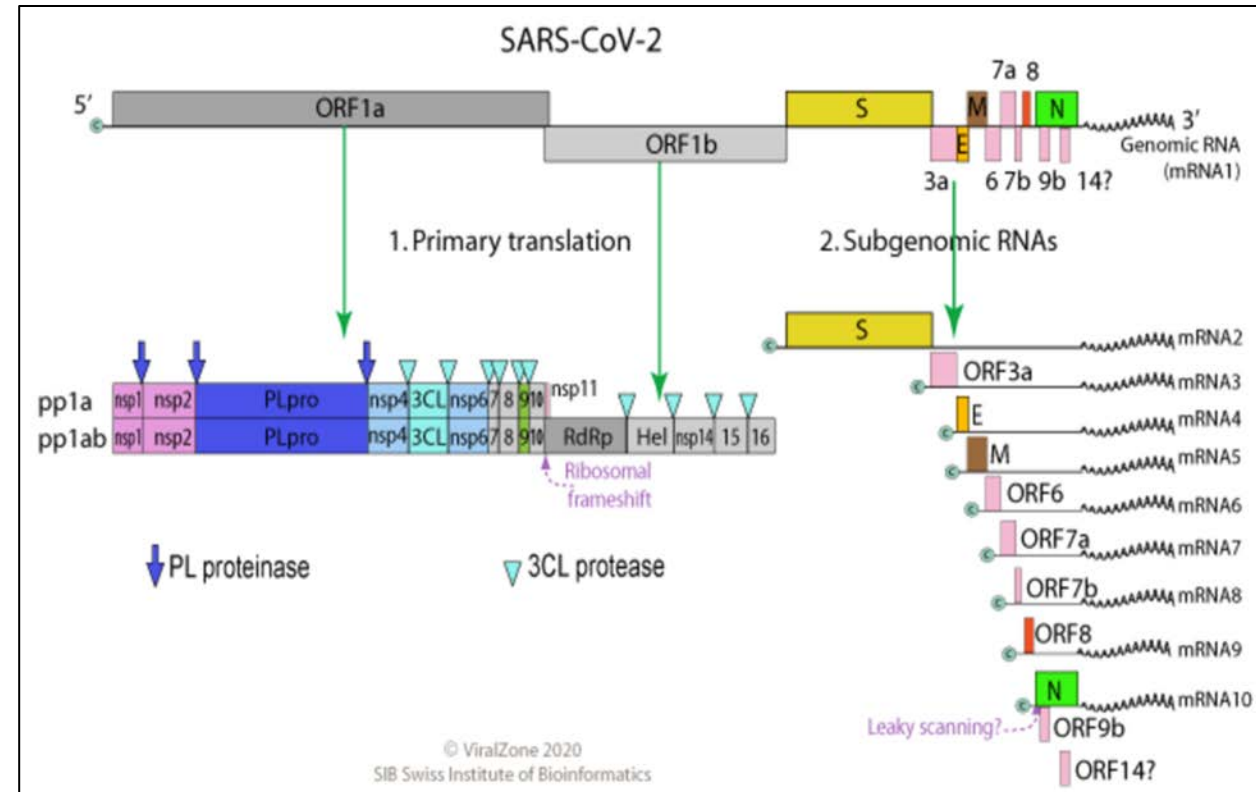 SARS-CoV-2
7a 8
5' ORF1a S M N 3'
ORF1b E Genomic RNA
(mRNA1)
3a 6 7b 9b 14?
1. Primary translation 2. Subgenomic RNAs
S mRNA2
ORF3a mRNA3
E mRNA4
M mRNA5
ORF6 mRNA6
ORF7a mRNA7
ORF7b mRNA8
ORF8 mRNA9
N mRNA10
Leaky scanning? ORF9b
ORF14?
pp1a nsp1 nsp2 PLpro nsp4 3CL nsp6 7 8 9 10 nsp11
pp1ab nsp1 nsp2 PLpro nsp4 3CL nsp6 7 8 9 10 RdRp Hel nsp14 15 16
Ribosomal
frameshift
PL proteinase 3CL protease
© ViralZone 2020
SIB Swiss Institute of Bioinformatics
c
c
c
c
c
c
c
c
c
c